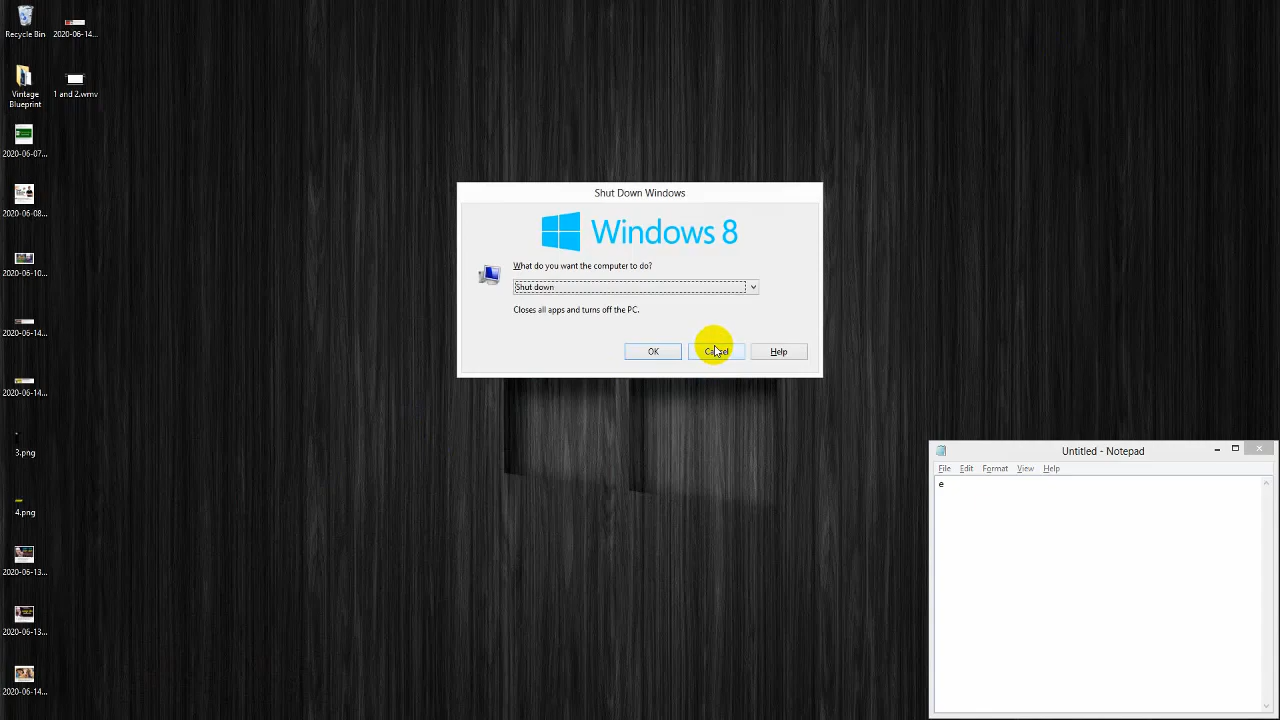 Recycle Bin
2020-06-14...
Vintage
Blueprint
1 and 2.wmv
2020-06-07...
2020-06-08...
2020-06-10...
2020-06-14...
2020-06-14...
3.png
4.png
2020-06-13...
2020-06-13...
2020-06-14...
Shut Down Windows
Windows 8
What do you want the computer to do?
Shut down
Closes all apps and turns off the PC.
OK
Cancel
Help
Untitled - Notepad
File Edit Format View Help
e